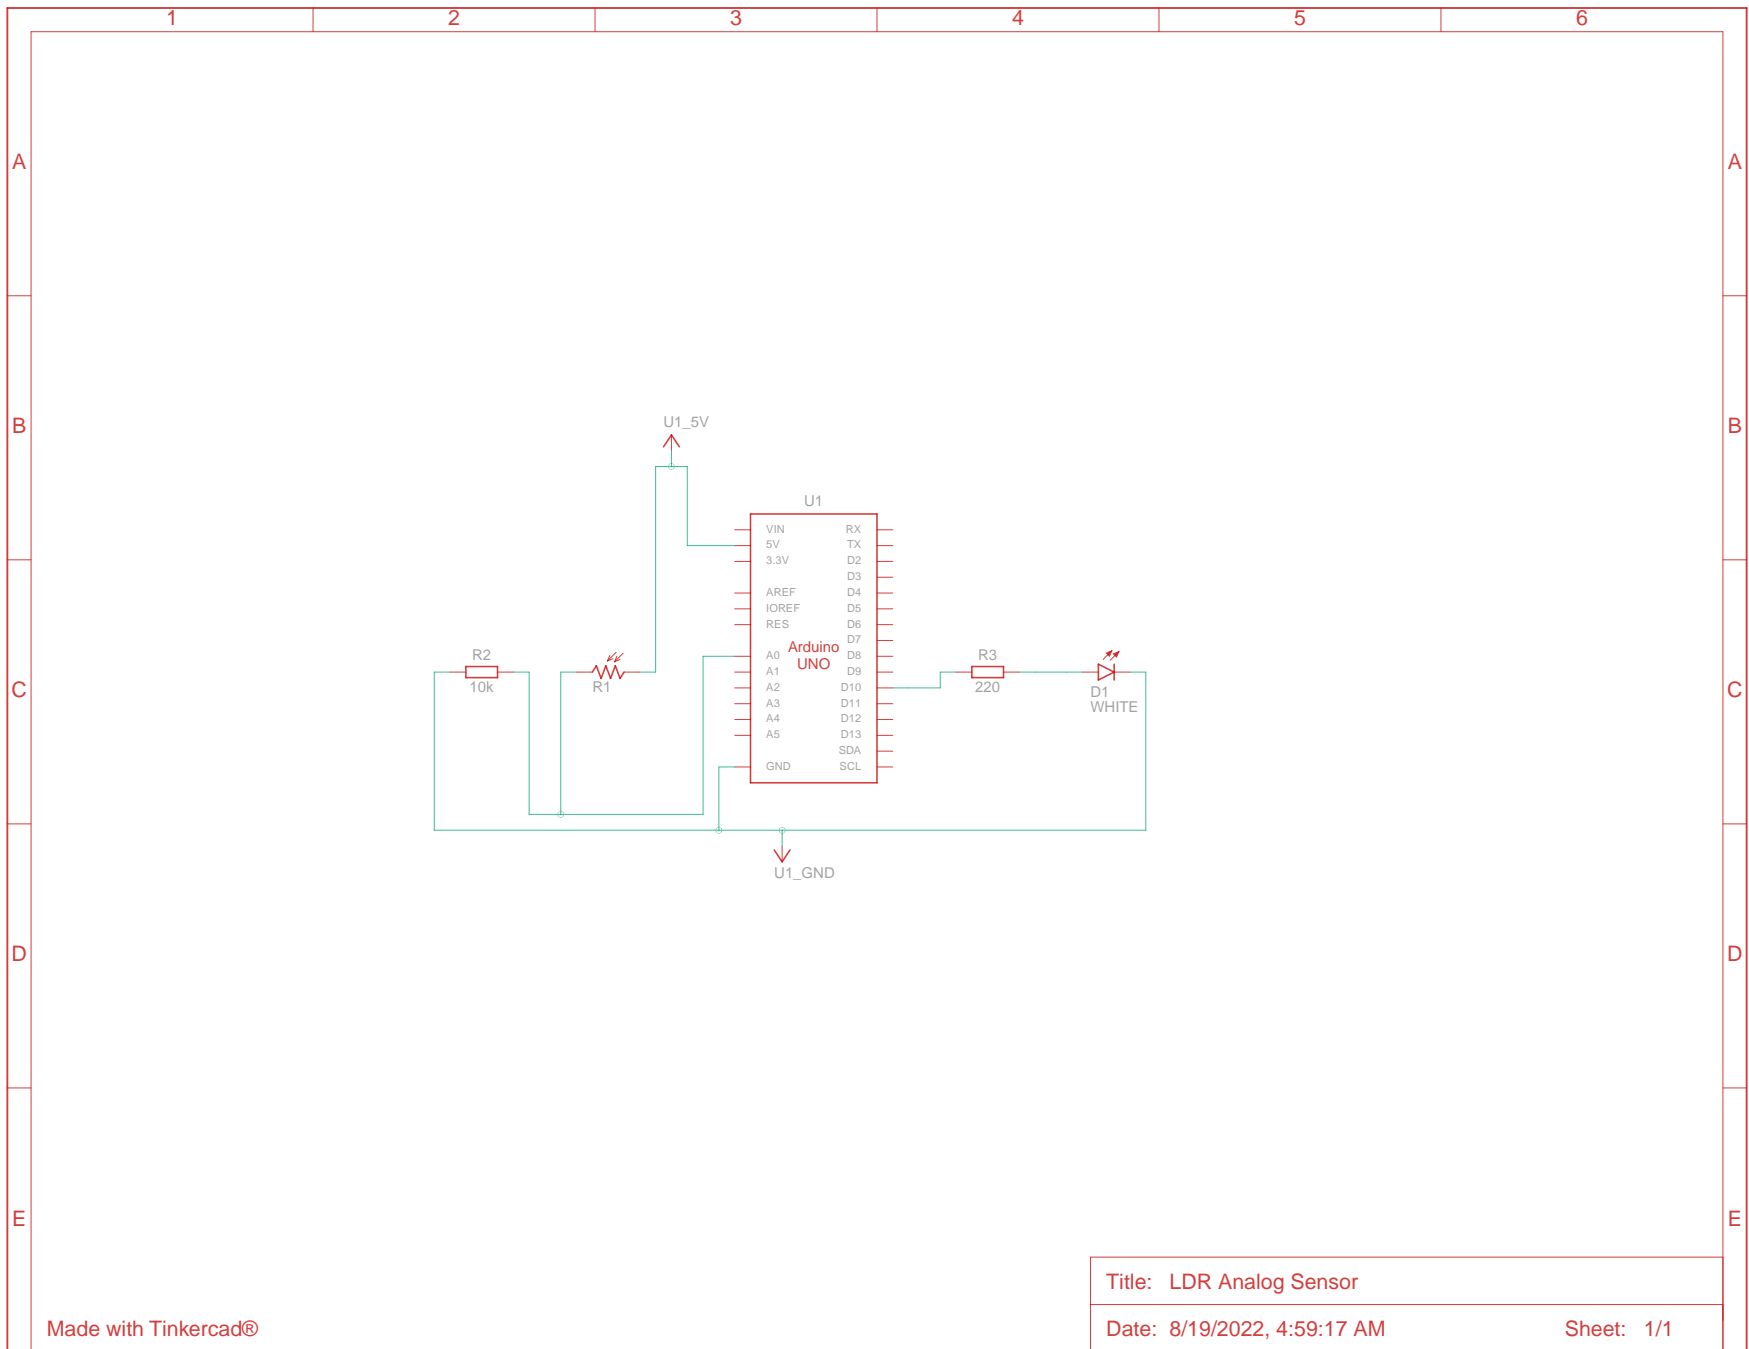 1 2 3 4 5 6
A A
B B
U1_5V
U1
VIN RX
5V TX
3.3V D2
D3
AREF D4
IOREF D5
RES D6
D7
A0 D8
Arduino
UNO
A1 D9
A2 D10
A3 D11
A4 D12
A5 D13
SDA
GND SCL
R2
10k
R1
R3
220
D1
WHITE
C C
U1_GND
D D
E E
Title: LDR Analog Sensor
Made with Tinkercad®
Date: 8/19/2022, 4:59:17 AM Sheet: 1/1